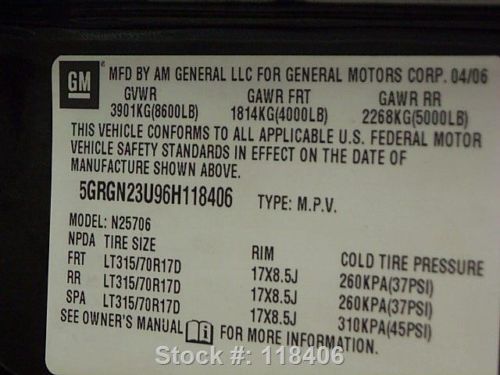 GM
MFD BY AM GENERAL LLC FOR GENERAL MOTORS CORP. 04/06
GVWR GAWR FRT GAWR RR
3901KG(8600LB) 1814KG(4000LB) 2268KG(5000LB)
THIS VEHICLE CONFORMS TO ALL APPLICABLE U.S. FEDERAL MOTOR
VEHICLE SAFETY STANDARDS IN EFFECT ON THE DATE OF
MANUFACTURE SHOWN ABOVE.
5GRGN23U96H118406 TYPE: M.P.V.
MODEL: N25706
NPDA TIRE SIZE RIM COLD TIRE PRESSURE
FRT LT315/70R17D 17X8.5J 260KPA(37PSI)
RR LT315/70R17D 17X8.5J 260KPA(37PSI)
SPA LT315/70R17D 17X8.5J 310KPA(45PSI)
SEE OWNER'S MANUAL i FOR MORE INFORMATION.
Stock #: 118406